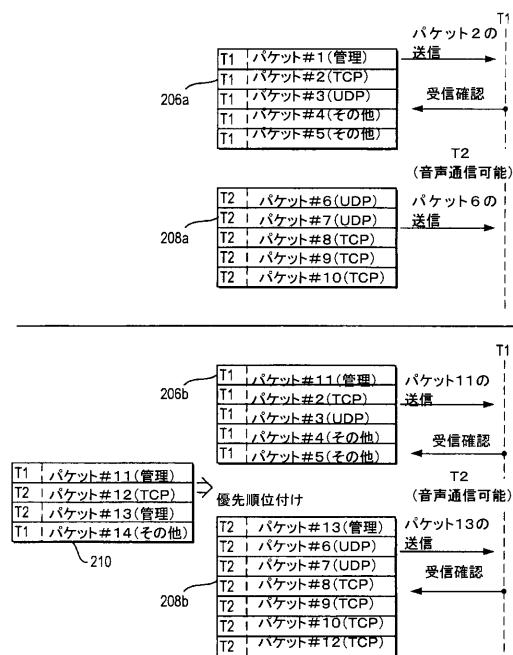 T1
パケット2の
送信
T1 パケット#1(管理)
T1 パケット#2(TCP)
T1 パケット#3(UDP)
T1 パケット#4(その他)
T1 パケット#5(その他)
206a
受信確認
T2
(音声通信可能)
T2 パケット#6(UDP)
T2 パケット#7(UDP)
T2 パケット#8(TCP)
T2 パケット#9(TCP)
T2 パケット#10(TCP)
208a
パケット6の
送信
T1
206b
T1 パケット#11(管理)
T1 パケット#2(TCP)
T1 パケット#3(UDP)
T1 パケット#4(その他)
T1 パケット#5(その他)
パケット11の
送信
受信確認
T2
(音声通信可能)
T1 パケット#11(管理)
T2 パケット#12(TCP)
T2 パケット#13(管理)
T1 パケット#14(その他)
210
優先順位付け
T2 パケット#13(管理)
T2 パケット#6(UDP)
T2 パケット#7(UDP)
T2 パケット#8(TCP)
T2 パケット#9(TCP)
T2 パケット#10(TCP)
T2 パケット#12(TCP)
208b
パケット13の
送信
受信確認